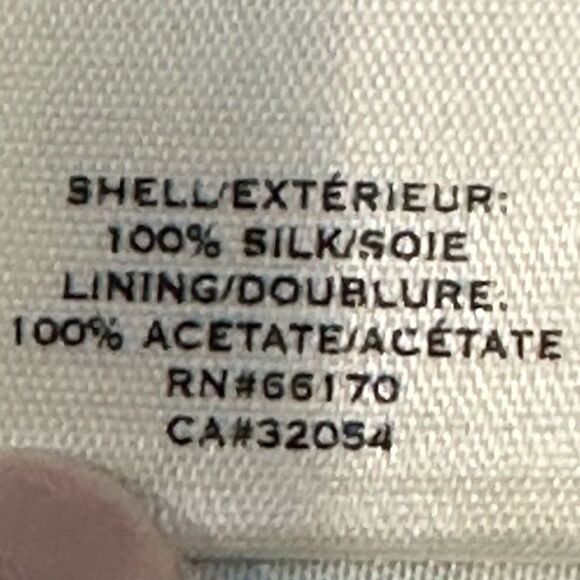 SHELL/EXTÉRIEUR:
100% SILK/SOIE
LINING/DOUBLURE:
100% ACETATE/ACÉTATE
RN#66170
CA#32054